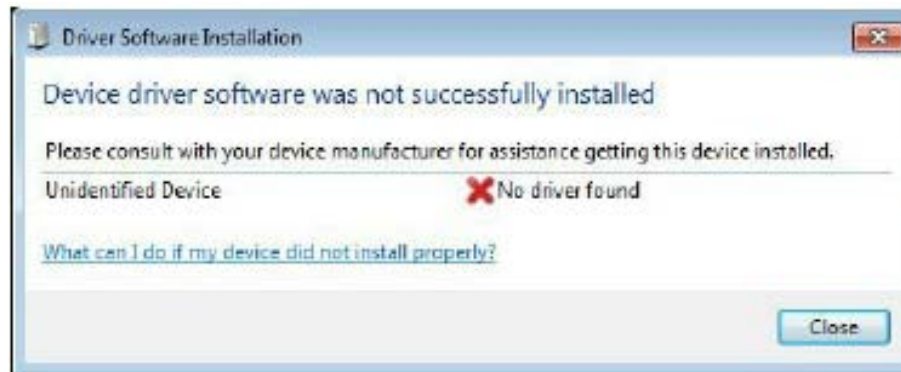 Driver Software Installation
Device driver software was not successfully installed
Please consult with your device manufacturer for assistance getting this device installed.
Unidentified Device No driver found
What can I do if my device did not install properly?
Close